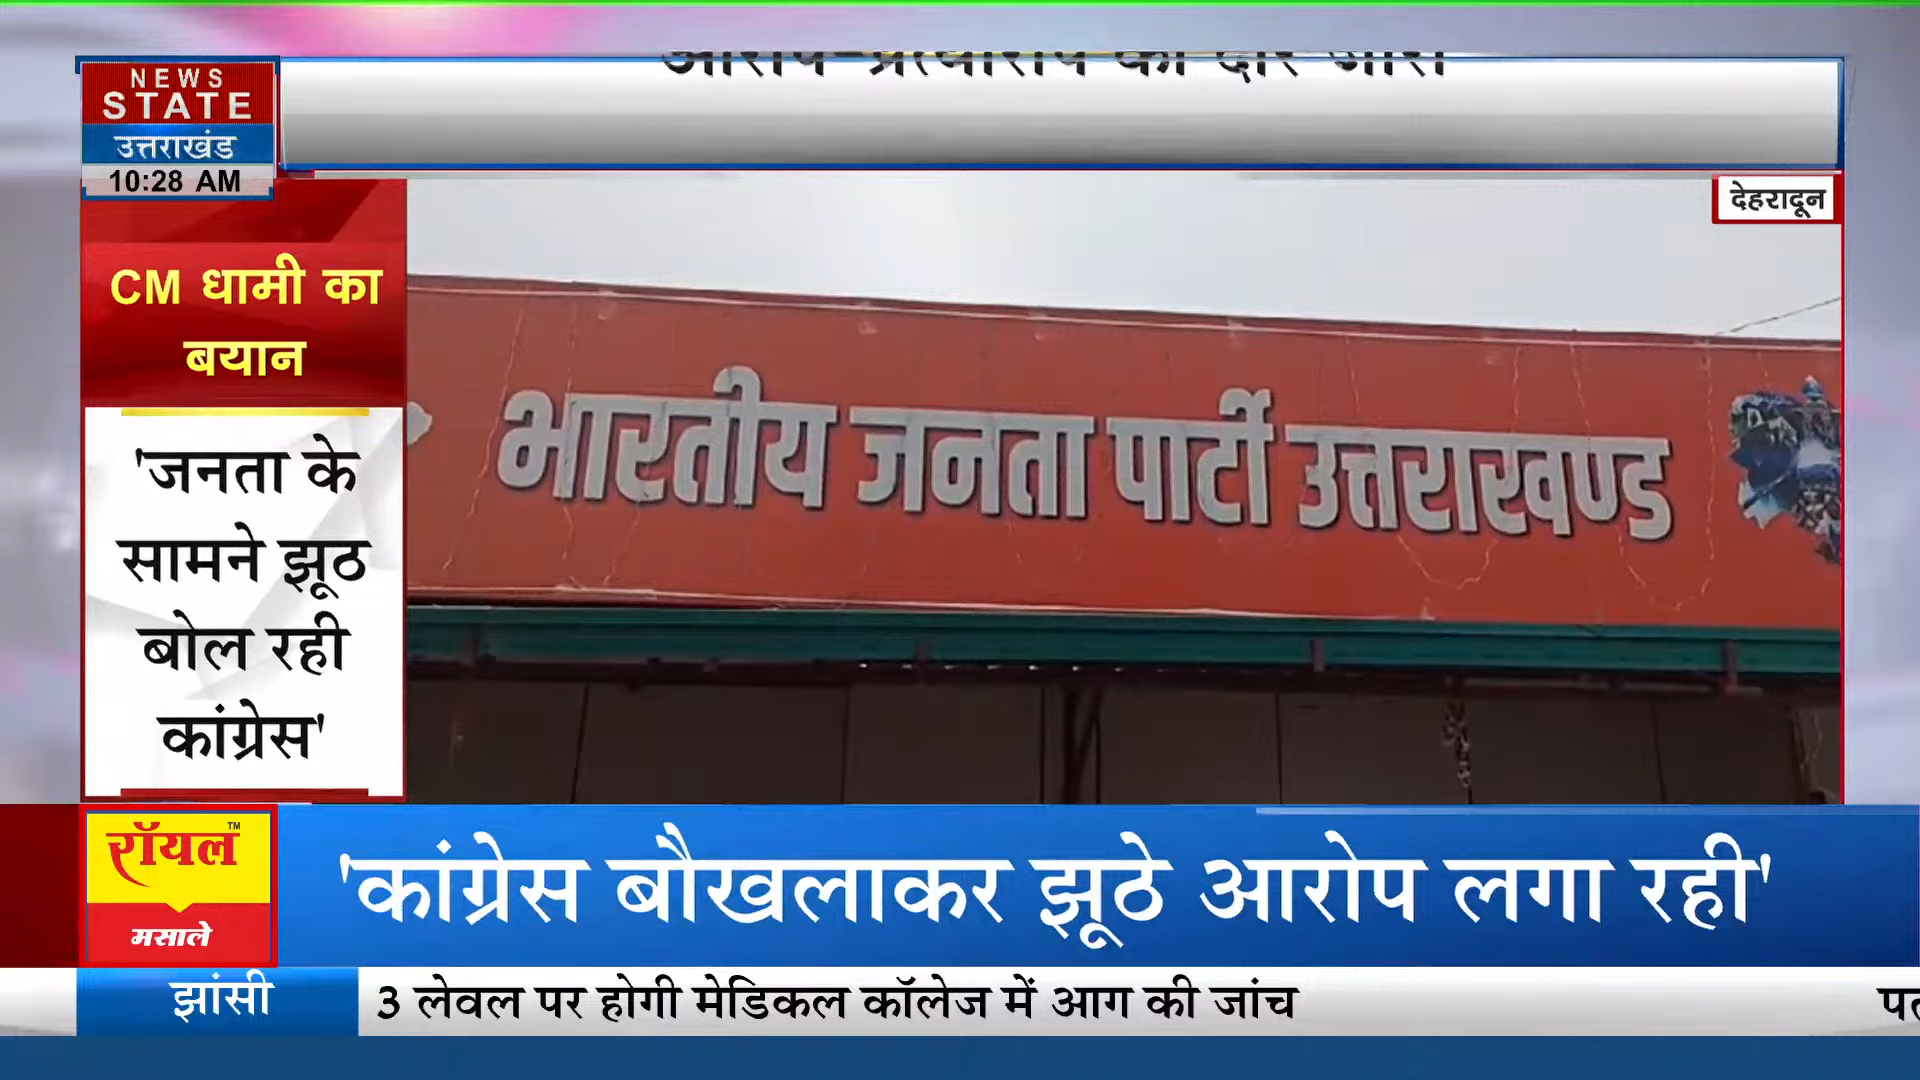 NEWS
STATE
उत्तराखंड
10:28 AM
देहरादून
CM धामी का
बयान
'जनता के
सामने झूठ
बोल रही
कांग्रेस'
भारतीय जनता पार्टी उत्तराखण्ड
रॉयल TM
मसाले
'कांग्रेस बौखलाकर झूठे आरोप लगा रही'
झांसी
3 लेवल पर होगी मेडिकल कॉलेज में आग की जांच